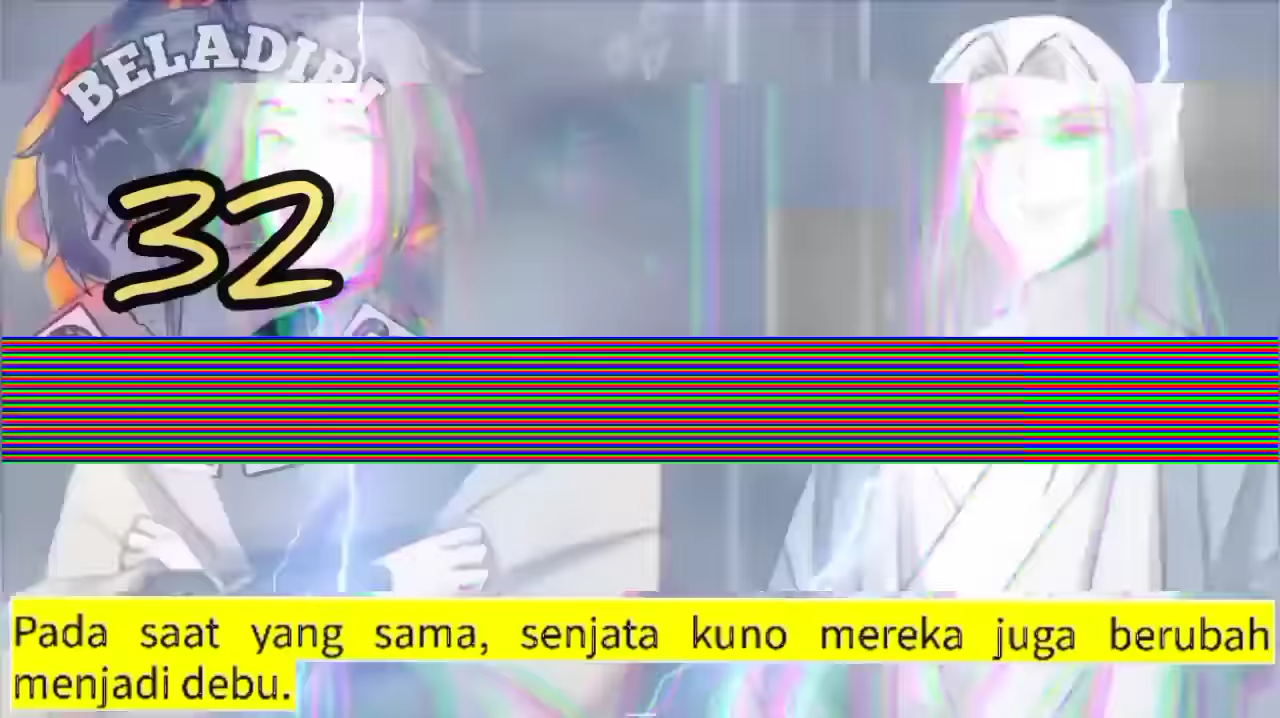 BELADIRI
32
Pada saat yang sama, senjata kuno mereka juga berubah
menjadi debu.